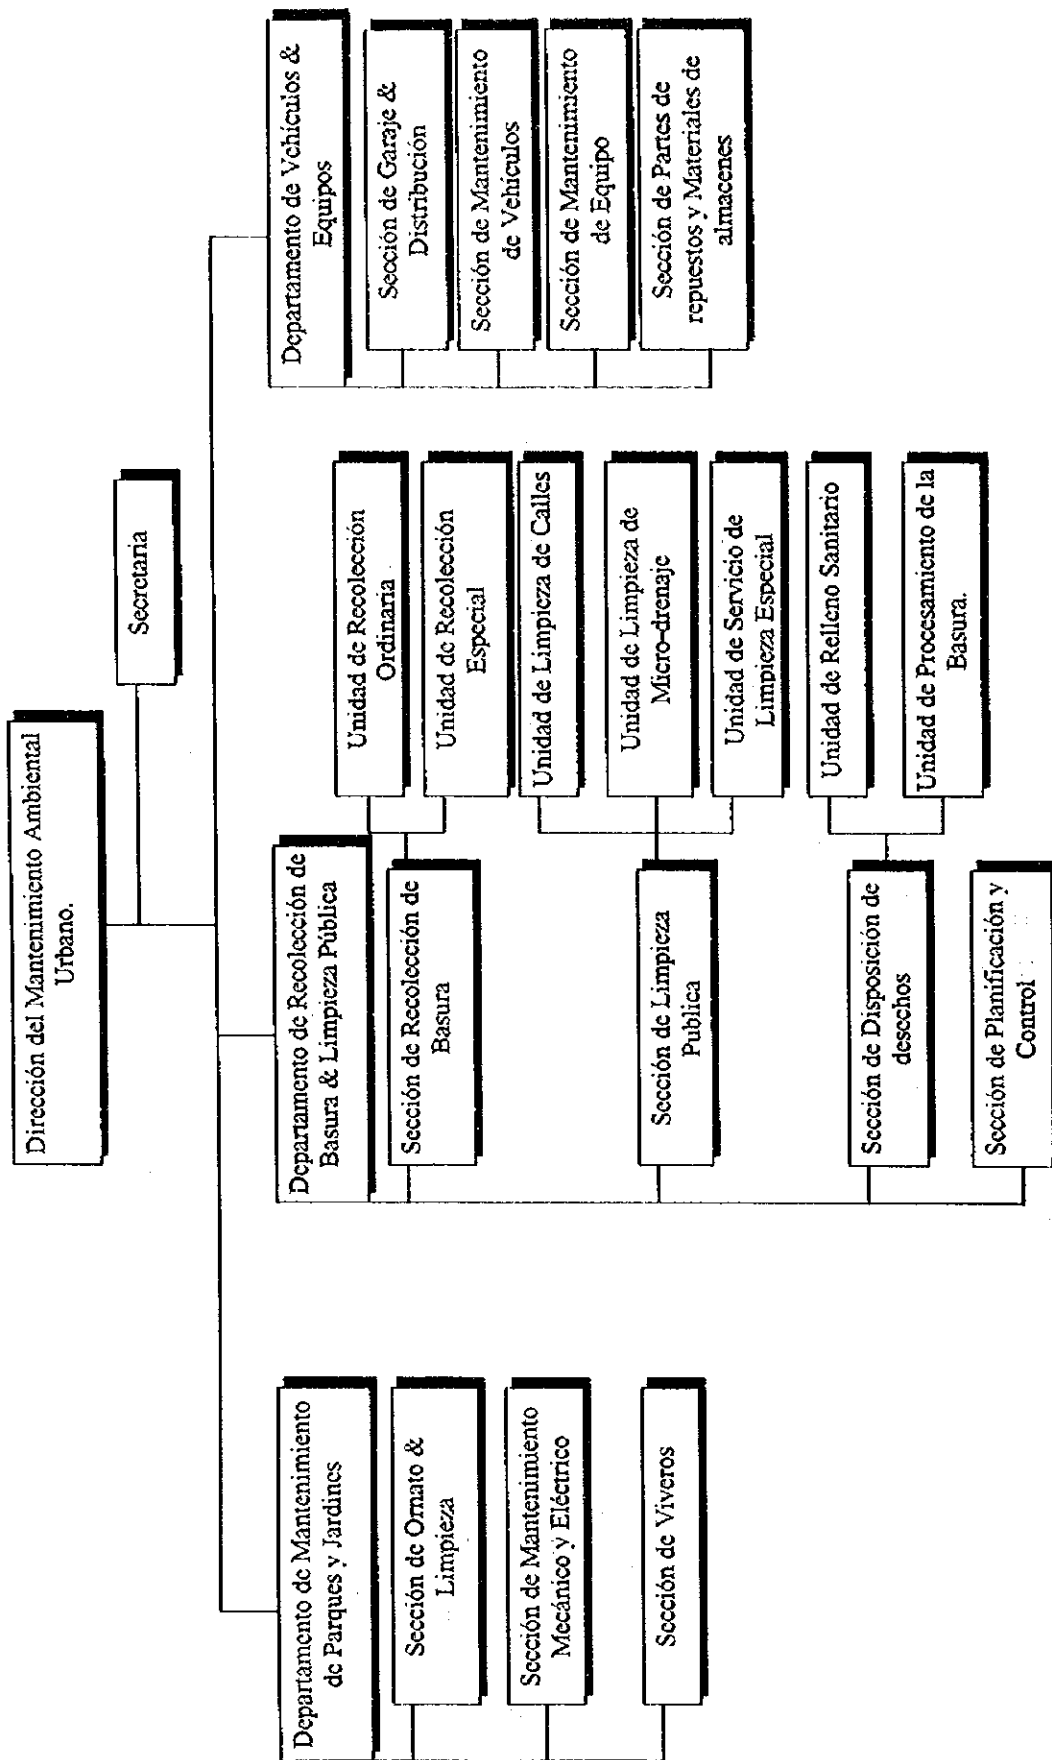 Dirección del Mantenimiento Ambiental
Urbano.
Secretaria
Departamento de Mantenimiento
de Parques y Jardines
Sección de Ornato &
Limpieza
Sección de Mantenimiento
Mecánico y Eléctrico
Sección de Viveros
Departamento de Recolección de
Basura & Limpieza Pública
Sección de Recolección de
Basura
Unidad de Recolección
Ordinaria
Unidad de Recolección
Especial
Sección de Limpieza
Publica
Unidad de Limpieza de Calles
Unidad de Limpieza de
Micro-drenaje
Unidad de Servicio de
Limpieza Especial
Sección de Disposición de
desechos
Unidad de Relleno Sanitario
Unidad de Procesamiento de la
Basura.
Sección de Planificación y
Control
Departamento de Vehículos &
Equipos
Sección de Garaje &
Distribución
Sección de Mantenimiento
de Vehículos
Sección de Mantenimiento
de Equipo
Sección de Partes de
repuestos y Materiales de
almacenes